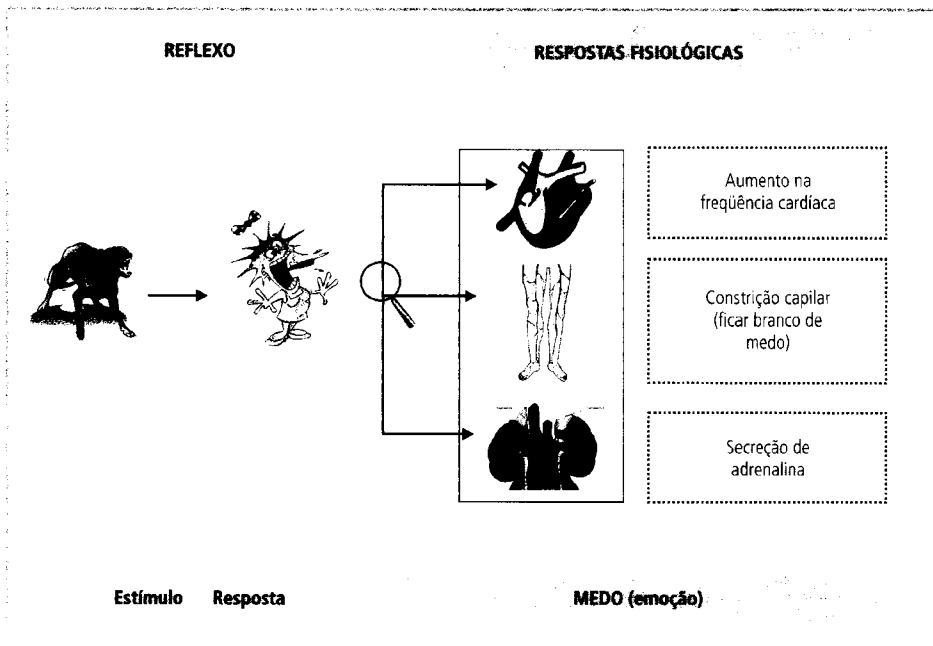 REFLEXO
RESPOSTAS FISIOLÓGICAS
Aumento na
freqüência cardíaca
Constrição capilar
(ficar branco de
medo)
Secreção de
adrenalina
Estímulo Resposta
MEDO (emoção)